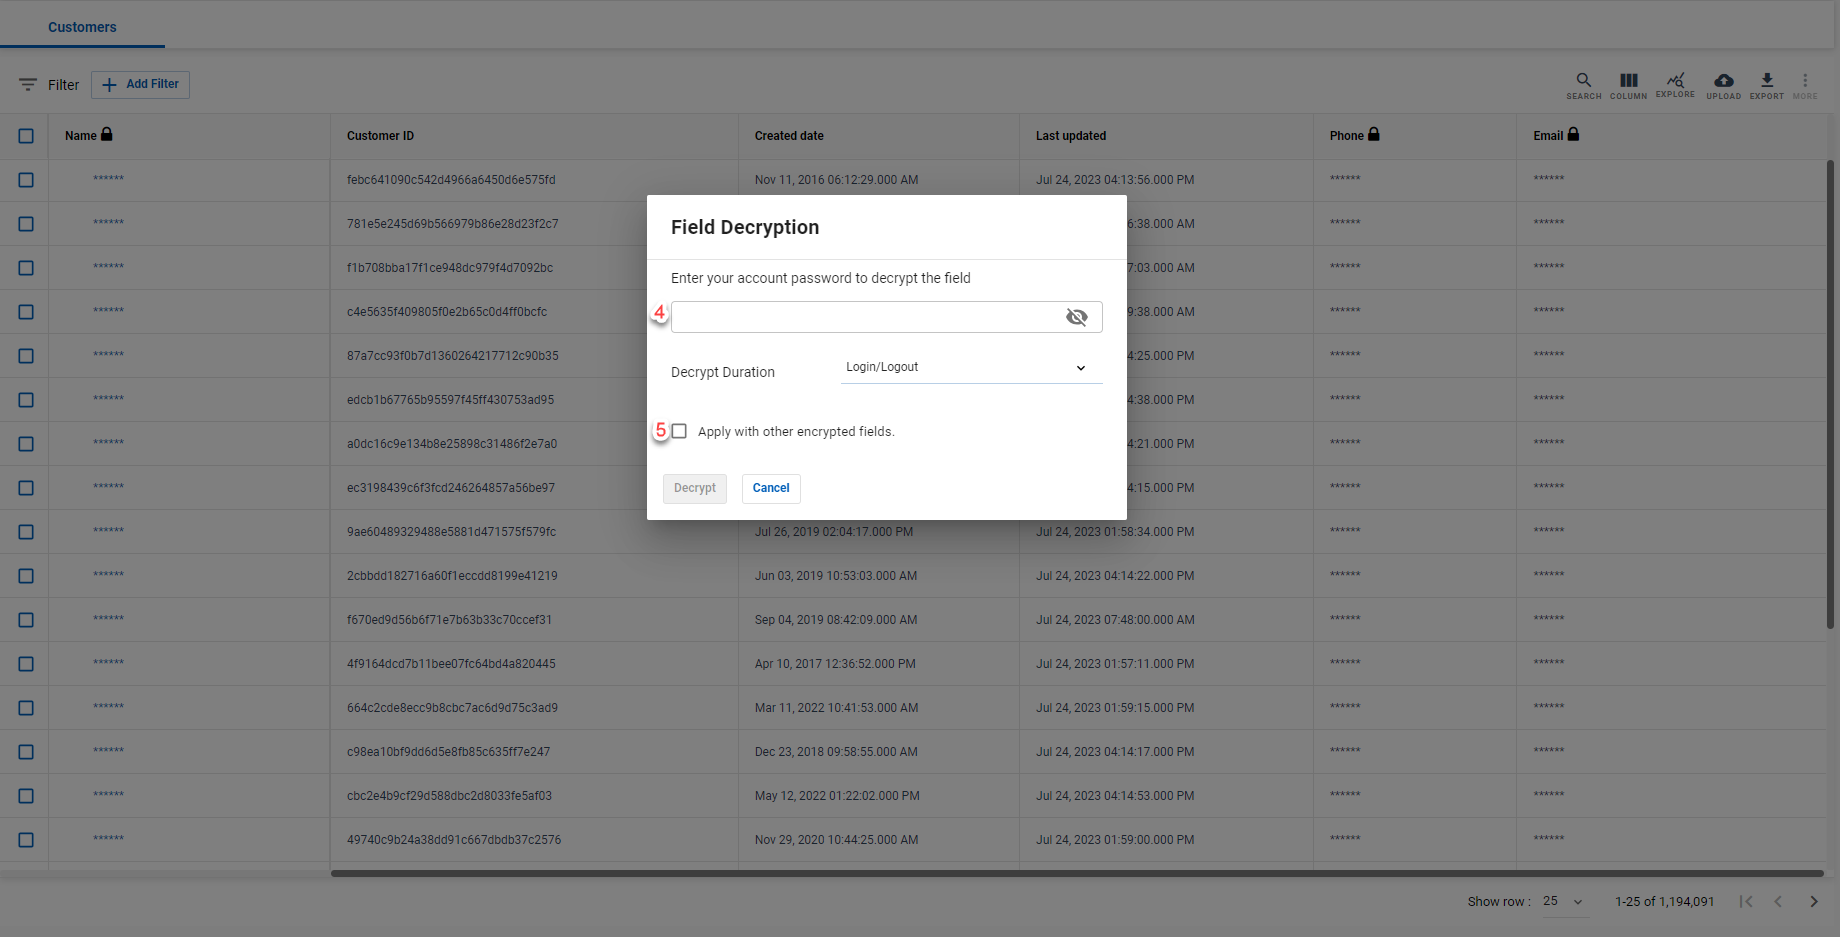 Customers
Filter
Add Filter
SEARCH COLUMN EXPLORE UPLOAD EXPORT MORE
Name Customer ID Created date Last updated Phone Email
****** febc641090c542d4966a6450d6e575fd Nov 11, 2016 06:12:29.000 AM Jul 24, 2023 04:13:56.000 PM ****** ******
****** 781e5e245d69b566979b86e28d23f2c7 6:38.000 AM ****** ******
****** f1b708bba17f1ce948dc979f4d7092bc 7:03.000 AM ****** ******
****** c4e5635f409805f0e2b65c0d4ff0bcfc 9:38.000 AM ****** ******
****** 87a7cc93f0b7d1360264217712c90b35 4:25.000 PM ****** ******
****** edcb1b67765b95597f45ff430753ad95 4:38.000 PM ****** ******
****** a0dc16c9e134b8e25898c31486f2e7a0 4:21.000 PM ****** ******
****** ec3198439c6f3fcd246264857a56be97 4:15.000 PM ****** ******
****** 9ae60489329488e5881d471575f579fc Jul 26, 2019 02:04:17.000 PM Jul 24, 2023 01:58:34.000 PM ****** ******
****** 2cbbdd182716a60f1eccdd8199e41219 Jun 03, 2019 10:53:03.000 AM Jul 24, 2023 04:14:22.000 PM ****** ******
****** f670ed9d56b6f71e7b63b33c70ccef31 Sep 04, 2019 08:42:09.000 AM Jul 24, 2023 07:48:00.000 AM ****** ******
****** 4f9164dcd7b11bee07fc64bd4a820445 Apr 10, 2017 12:36:52.000 PM Jul 24, 2023 01:57:11.000 PM ****** ******
****** 664c2cde8ecc9b8cbc7ac6d9d75c3ad9 Mar 11, 2022 10:41:53.000 AM Jul 24, 2023 01:59:15.000 PM ****** ******
****** c98ea10bf9dd6d5e8fb85c635ff7e247 Dec 23, 2018 09:58:55.000 AM Jul 24, 2023 04:14:17.000 PM ****** ******
****** cbc2e4b9cf29d588dbc2d8033fe5af03 May 12, 2022 01:22:02.000 PM Jul 24, 2023 04:14:53.000 PM ****** ******
****** 49740c9b24a38dd91c667dbdb37c2576 Nov 29, 2020 10:44:25.000 AM Jul 24, 2023 01:59:00.000 PM ****** ******
Field Decryption
Enter your account password to decrypt the field
4
Decrypt Duration Login/Logout
5 Apply with other encrypted fields.
Decrypt Cancel
Show row : 25 1-25 of 1,194,091